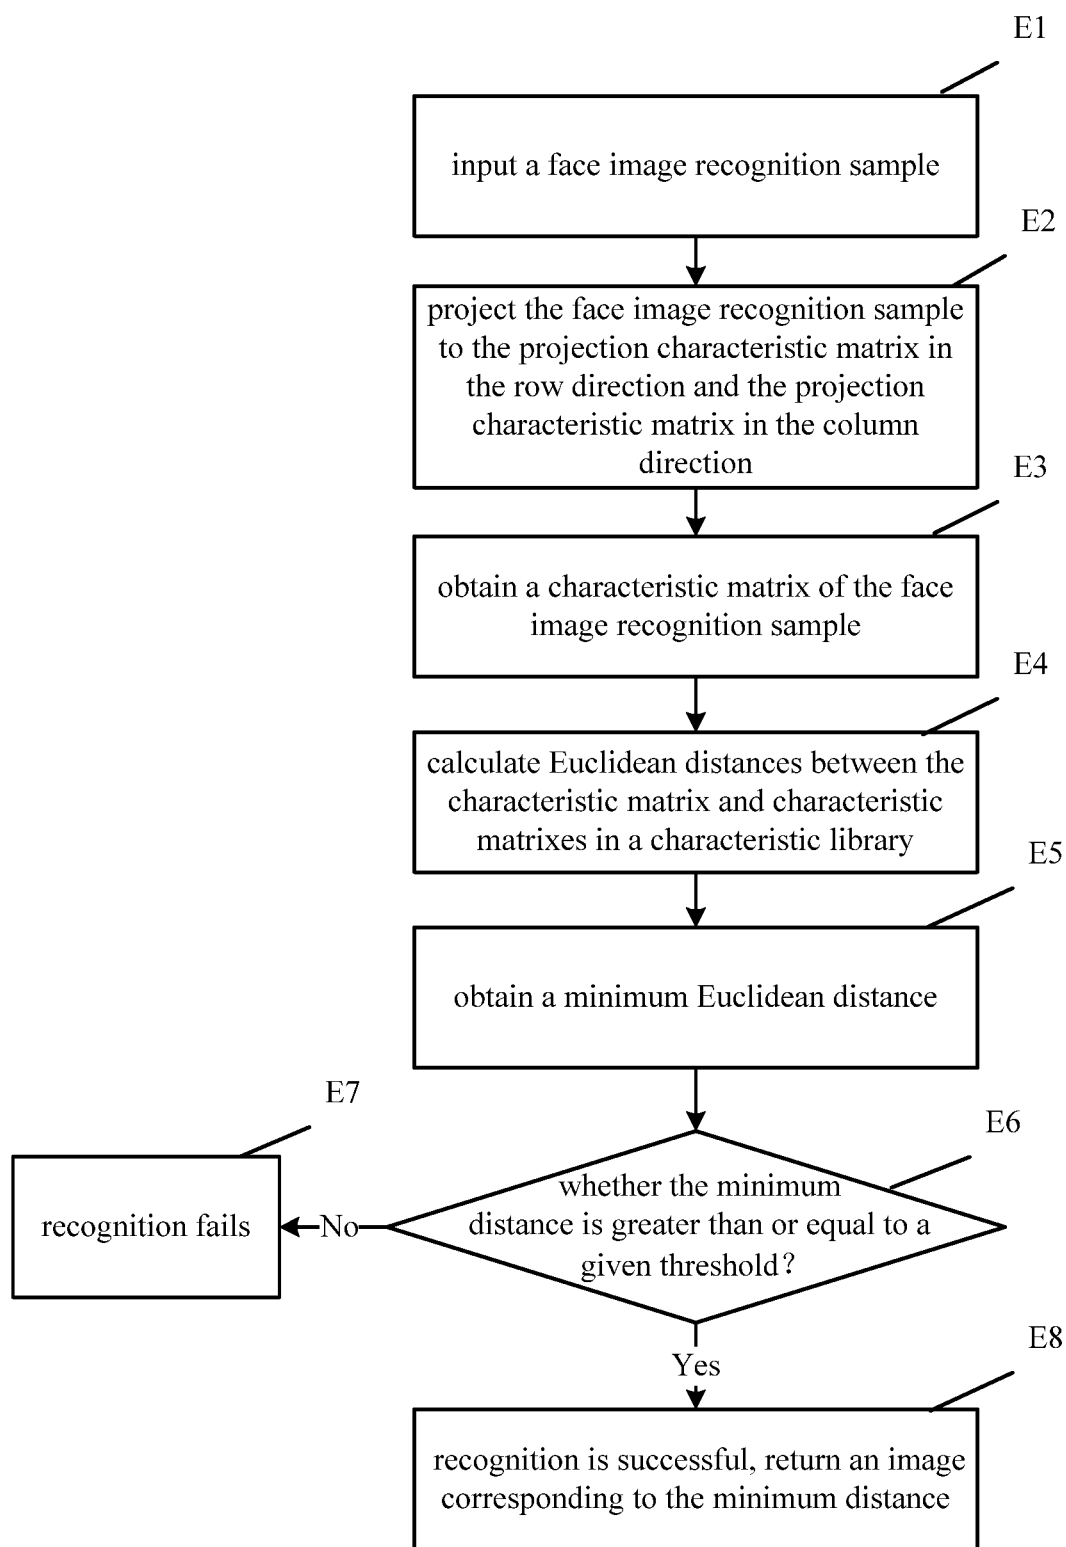 E1
input a face image recognition sample
E2
project the face image recognition sample
to the projection characteristic matrix in
the row direction and the projection
characteristic matrix in the column
direction
E3
obtain a characteristic matrix of the face
image recognition sample
E4
calculate Euclidean distances between the
characteristic matrix and characteristic
matrixes in a characteristic library
E5
obtain a minimum Euclidean distance
E6
whether the minimum
distance is greater than or equal to a
given threshold?
E7
recognition fails
No
Yes
E8
recognition is successful, return an image
corresponding to the minimum distance